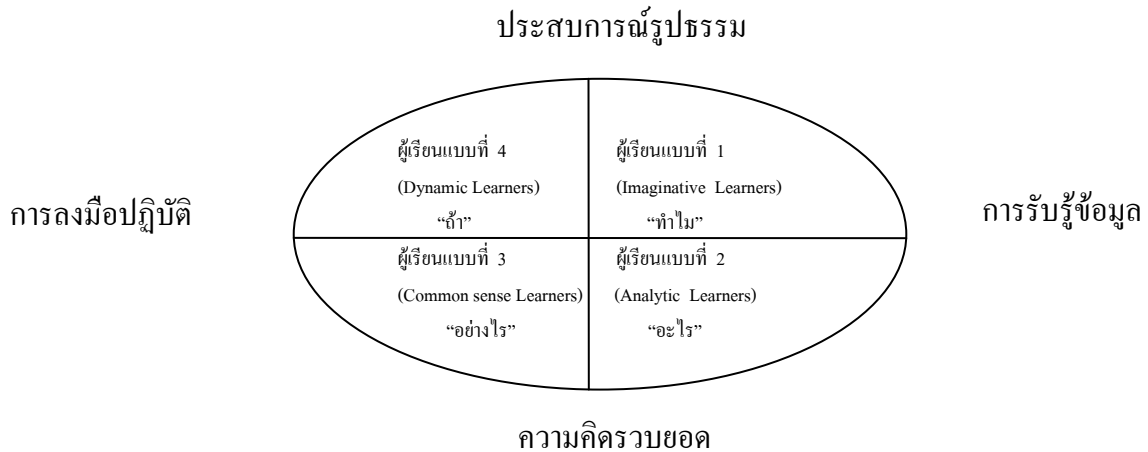 ประสบการณ์รูปธรรม
ผู้เรียนแบบที่ 4
(Dynamic Learners)
“ถ้า”
ผู้เรียนแบบที่ 1
(Imaginative Learners)
“ทำไม”
การลงมือปฏิบัติ
การรับรู้ข้อมูล
ผู้เรียนแบบที่ 3
(Common sense Learners)
“อย่างไร”
ผู้เรียนแบบที่ 2
(Analytic Learners)
“อะไร”
ความคิดรวบยอด